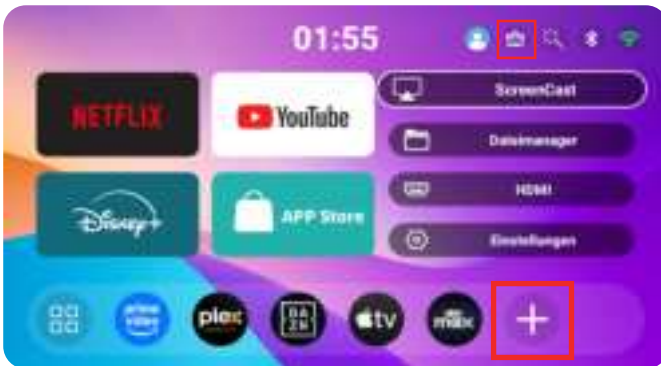 01:55
NETFLIX
YouTube
ScreenCast
Dateimanager
Disney+
APP Store
HDMI
Einstellungen
prime video
plex
DAZN
tv
max